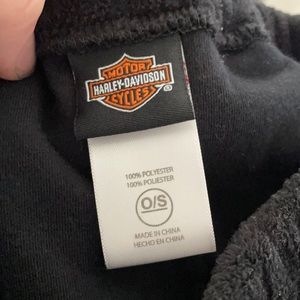 MOTOR
HARLEY-DAVIDSON
CYCLES
®
100% POLYESTER
100% POLIESTER
O/S
MADE IN CHINA
HECHO EN CHINA